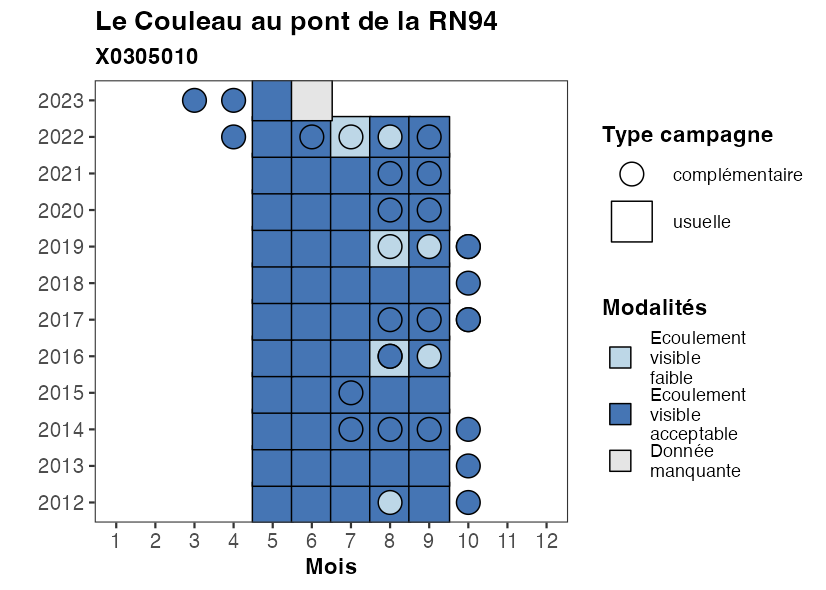 Le Couleau au pont de la RN94
X0305010
2023
2022
2021
2020
2019
2018
2017
2016
2015
2014
2013
2012
1 2 3 4 5 6 7 8 9 10 11 12
Mois
Type campagne
complémentaire
usuelle
Modalités
Ecoulement
visible
faible
Ecoulement
visible
acceptable
Donnée
manquante